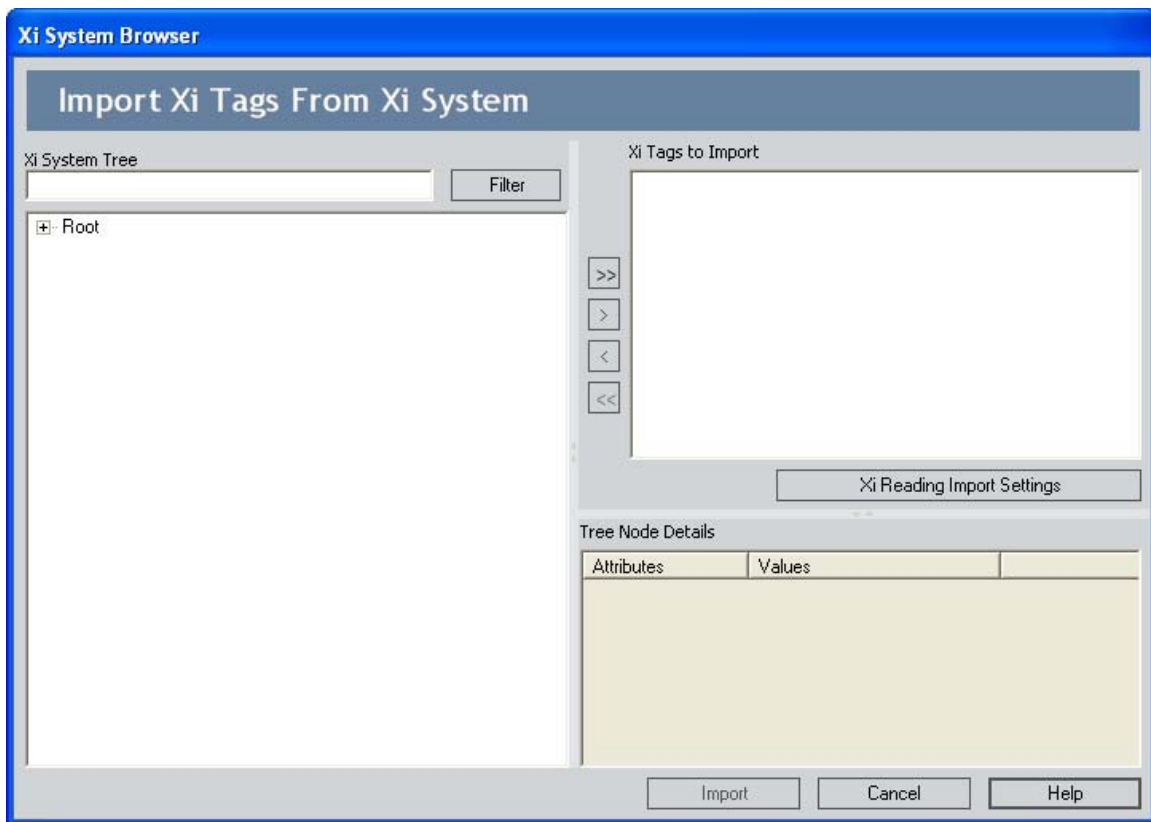 Xi System Browser
Import Xi Tags From Xi System
Xi System Tree
Filter
Root
Xi Tags to Import
>>
>
<
<<
Xi Reading Import Settings
Tree Node Details
Attributes Values
Import Cancel Help